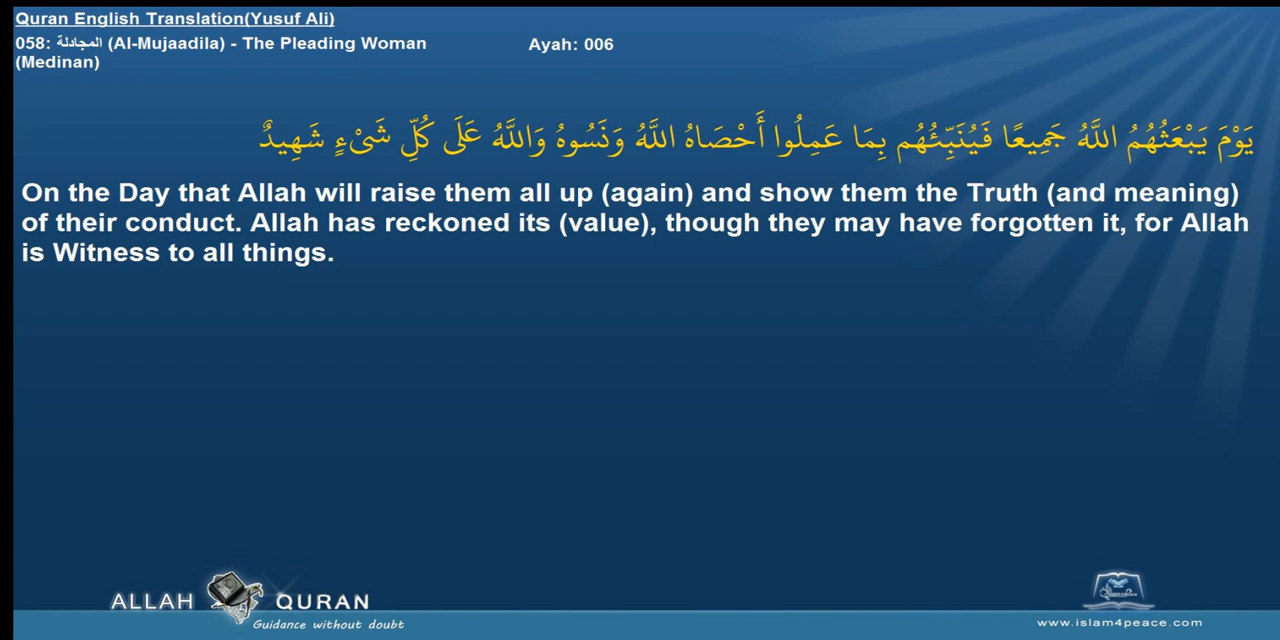 Quran English Translation(Yusuf Ali)
058: المجادلة (Al-Mujaadila) - The Pleading Woman
(Medinan)
Ayah: 006
يَوْمَ يَبْعَثُهُمُ اللَّهُ جَمِيعًا فَيُنَبِّئُهُم بِمَا عَمِلُوا أَحْصَاهُ اللَّهُ وَنَسُوهُ وَاللَّهُ عَلَى كُلِّ شَىْءٍ شَهِيدٌ
On the Day that Allah will raise them all up (again) and show them the Truth (and meaning)
of their conduct. Allah has reckoned its (value), though they may have forgotten it, for Allah
is Witness to all things.
ALLAH QURAN
Guidance without doubt
www.islam4peace.com